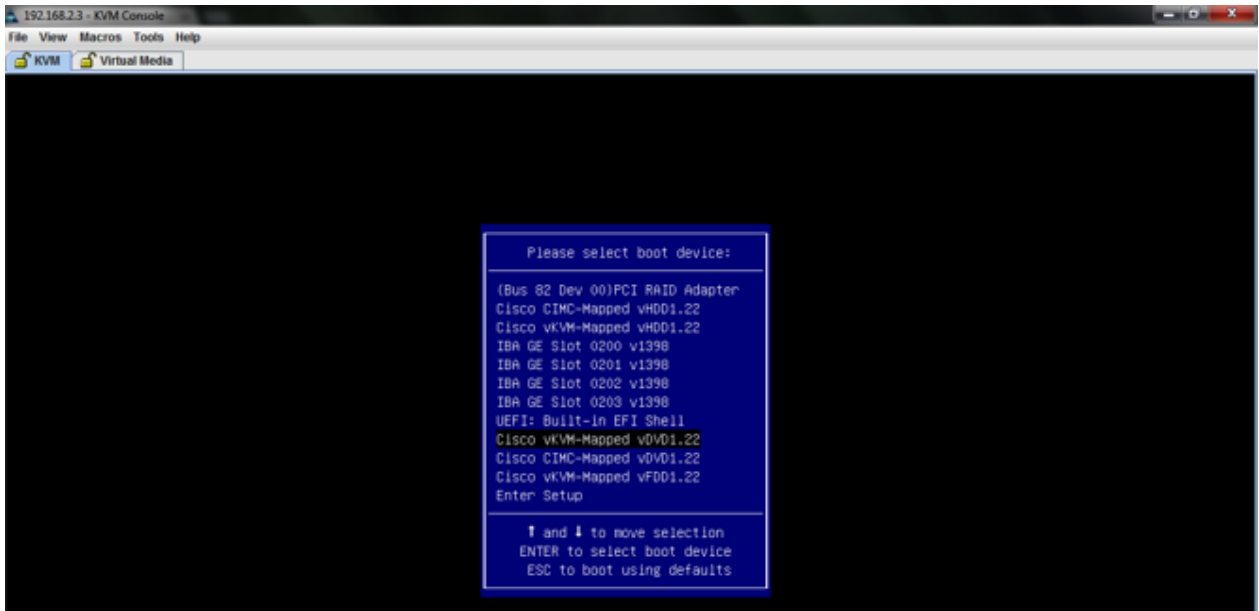 192.168.2.3 - KVM Console
File View Macros Tools Help
KVM Virtual Media
Please select boot device:
(Bus 82 Dev 00)PCI RAID Adapter
Cisco CIMC-Mapped vHDD1.22
Cisco vKVM-Mapped vHDD1.22
IBA GE Slot 0200 v1398
IBA GE Slot 0201 v1398
IBA GE Slot 0202 v1398
IBA GE Slot 0203 v1398
UEFI: Built-in EFI Shell
Cisco vKVM-Mapped vDVD1.22
Cisco CIMC-Mapped vDVD1.22
Cisco vKVM-Mapped vFDD1.22
Enter Setup
↑ and ↓ to move selection
ENTER to select boot device
ESC to boot using defaults